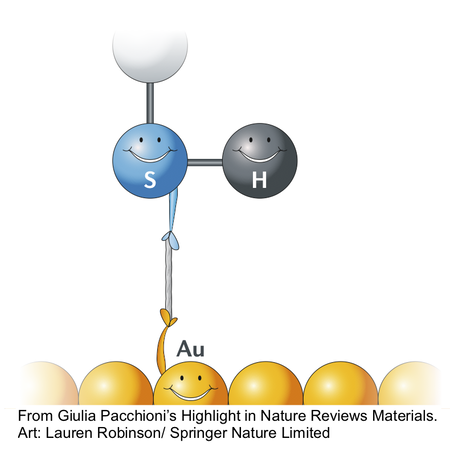 S
H
Au
From Giulia Pacchioni's Highlight in Nature Reviews Materials.
Art: Lauren Robinson/ Springer Nature Limited